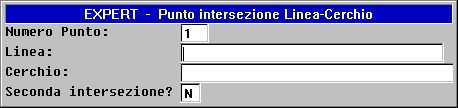 EXPERT - Punto intersezione Linea-Cerchio
Numero Punto: 1
Linea:
Cerchio:
Seconda intersezione? N